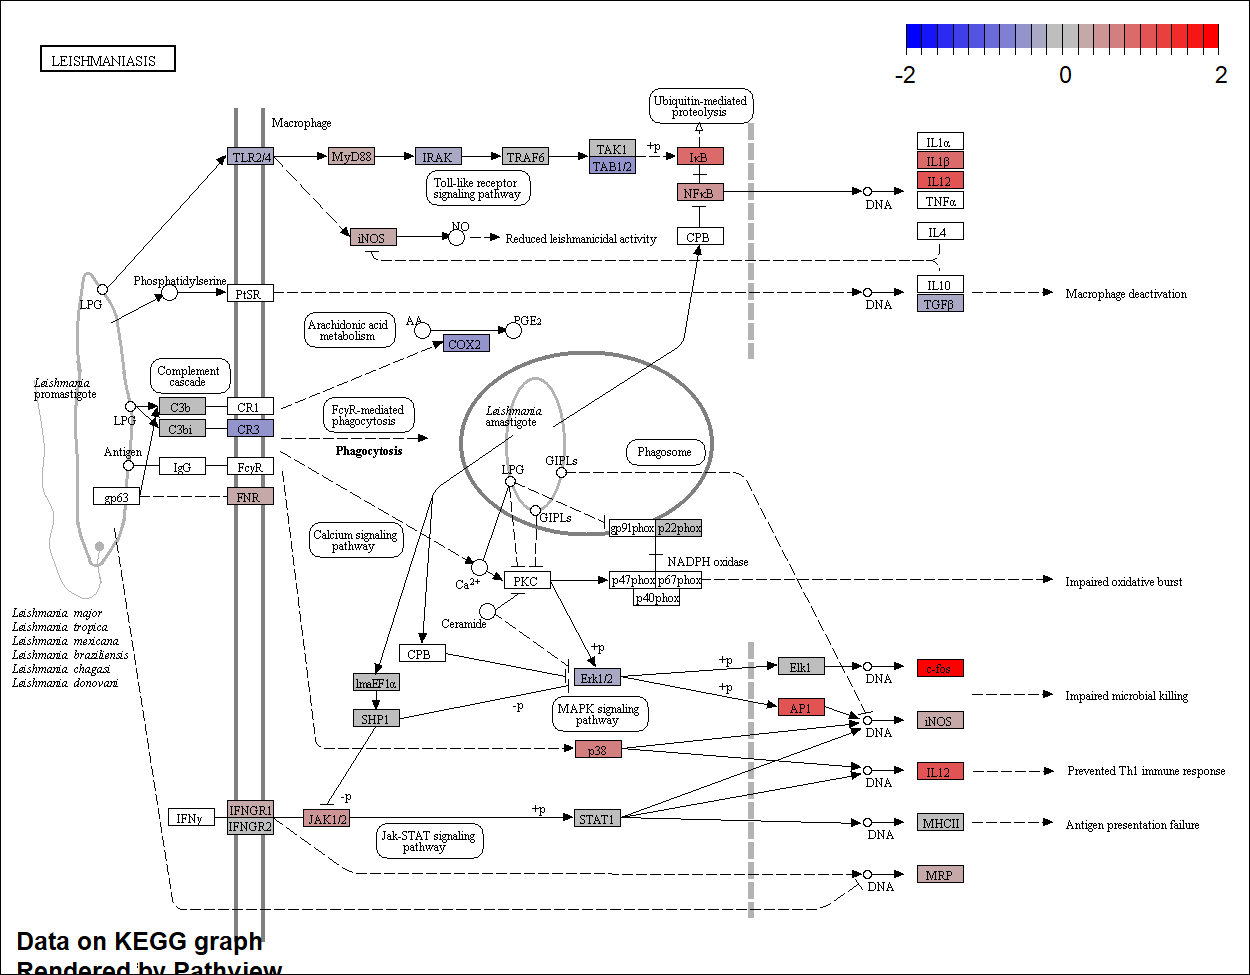 LEISHMANIASIS
-2
0
2
Macrophage
Ubiquitin-mediated
proteolysis
TLR2/4
MyD88
IRAK
TRAF6
TAK1
TAB1/2
+p
IκB
NFκB
CPB
Toll-like receptor
signaling pathway
DNA
IL1α
IL1β
IL12
TNFα
IL4
IL10
TGFβ
iNOS
NO
Reduced leishmanicidal activity
LPG
Phosphatidylserine
PtSR
DNA
Macrophage deactivation
Arachidonic acid
metabolism
AA
PGE2
COX2
Leishmania
promastigote
Complement
cascade
LPG
C3b
C3bi
CR1
CR3
Antigen
IgG
FcγR
gp63
FNR
FcγR-mediated
phagocytosis
Phagocytosis
Leishmania
amastigote
Phagosome
LPG
GIPLs
GIPLs
gp91phox
p22phox
NADPH oxidase
p47phox
p67phox
p40phox
Impaired oxidative burst
Calcium signaling
pathway
Ca2+
PKC
Ceramide
Leishmania major
Leishmania tropica
Leishmania mexicana
Leishmania braziliensis
Leishmania chagasi
Leishmania donovani
CPB
lmaEF1α
SHP1
-p
+p
Erk1/2
MAPK signaling
pathway
+p
+p
Elk1
AP1
DNA
c-fos
Impaired microbial killing
DNA
iNOS
p38
DNA
IL12
Prevented Th1 immune response
IFNγ
IFNGR1
IFNGR2
-p
JAK1/2
Jak-STAT signaling
pathway
+p
STAT1
DNA
MHCII
Antigen presentation failure
DNA
MRP
Data on KEGG graph
Rendered by Pathview